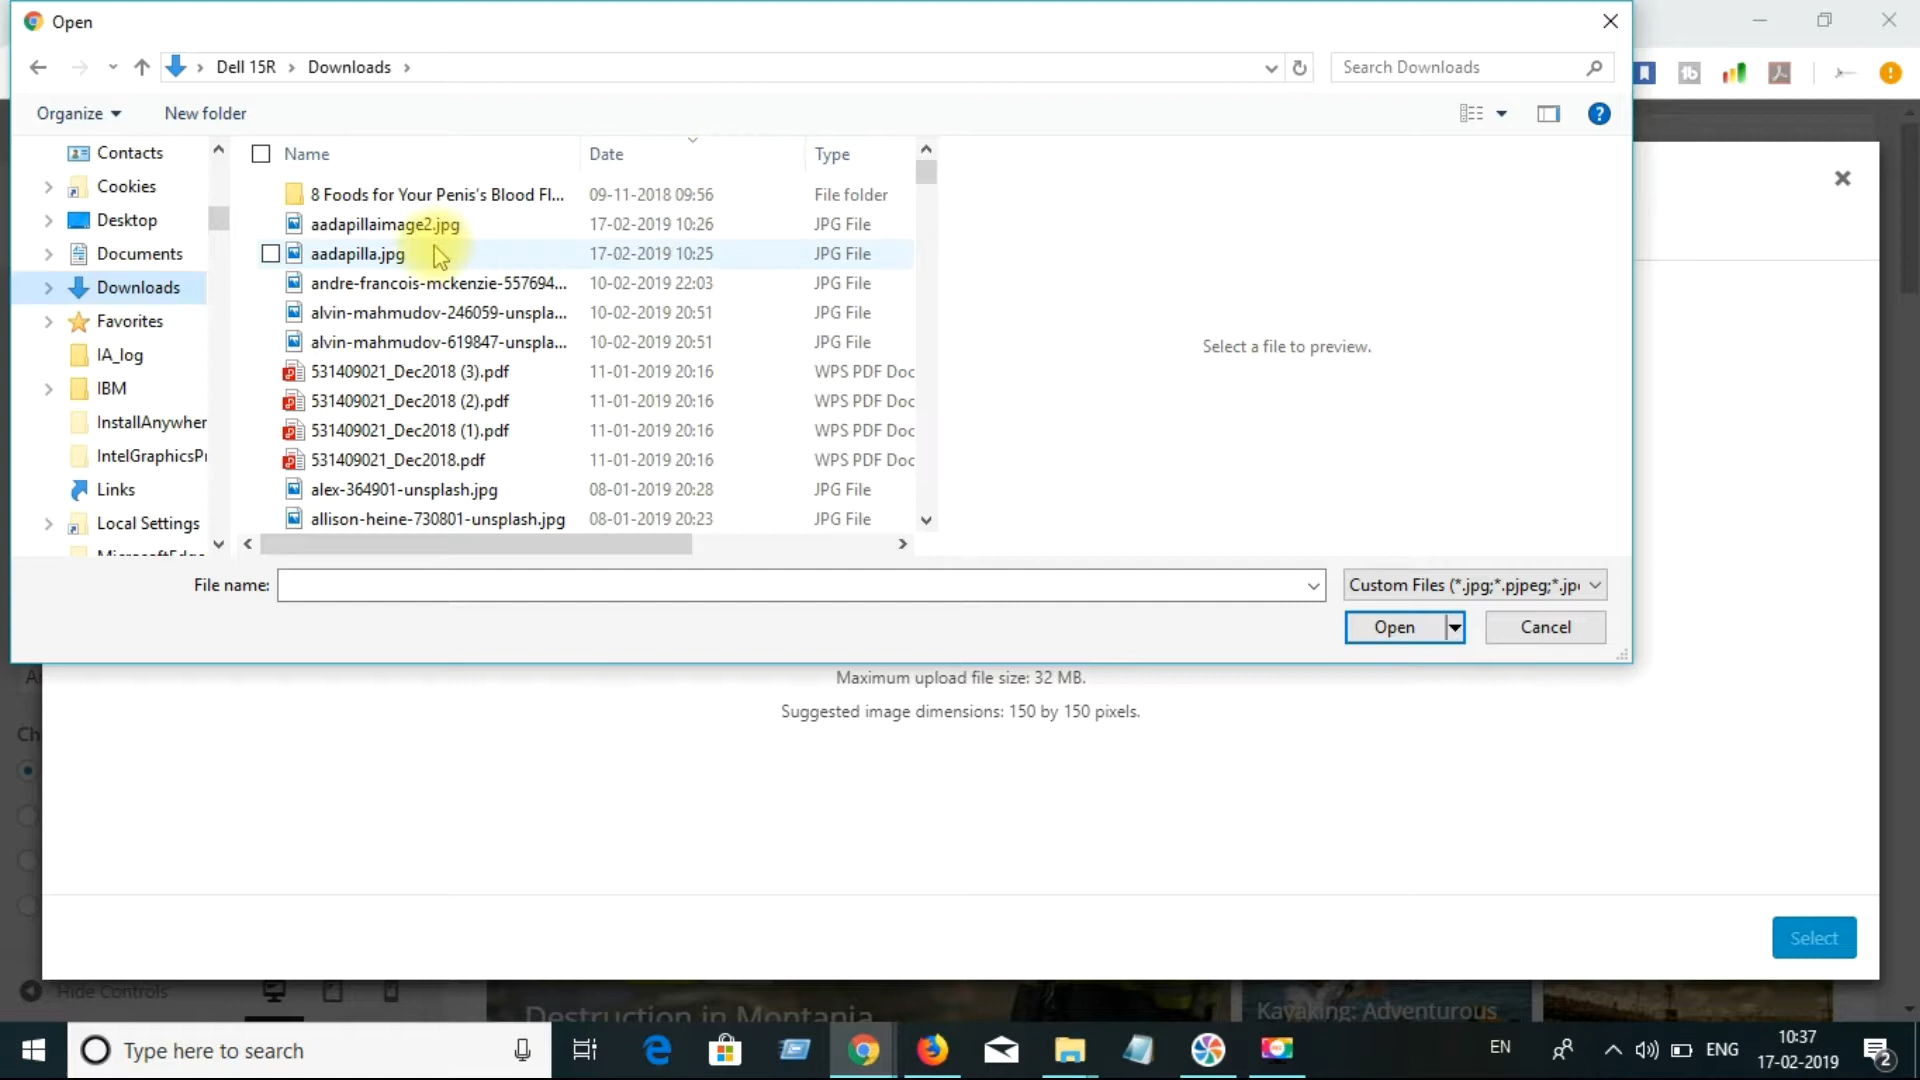 Open
Dell 15R
Downloads
Search Downloads
Organize
New folder
Name
Date
Type
Contacts
Cookies
Desktop
Documents
Downloads
Favorites
IA_log
IBM
InstallAnywher
IntelGraphicsP
Links
Local Settings
8 Foods for Your Penis's Blood Fl... 09-11-2018 09:56 File folder
aadapillaimage2.jpg 17-02-2019 10:26 JPG File
aadapilla.jpg 17-02-2019 10:25 JPG File
andre-francois-mckenzie-557694... 10-02-2019 22:03 JPG File
alvin-mahmudov-246059-unspla... 10-02-2019 20:51 JPG File
alvin-mahmudov-619847-unspla... 10-02-2019 20:51 JPG File
531409021_Dec2018 (3).pdf 11-01-2019 20:16 WPS PDF Doc
531409021_Dec2018 (2).pdf 11-01-2019 20:16 WPS PDF Doc
531409021_Dec2018 (1).pdf 11-01-2019 20:16 WPS PDF Doc
531409021_Dec2018.pdf 11-01-2019 20:16 WPS PDF Doc
alex-364901-unsplash.jpg 08-01-2019 20:28 JPG File
allison-heine-730801-unsplash.jpg 08-01-2019 20:23 JPG File
Select a file to preview.
File name:
Custom Files (*.jpg;*.pjpeg;*.jp
Open
Cancel
Maximum upload file size: 32 MB.
Suggested image dimensions: 150 by 150 pixels.
Ch
Select
Hide Controls
Destruction in Montania
Kayaking: Adventurous
Type here to search
EN
ENG
10:37
17-02-2019
2